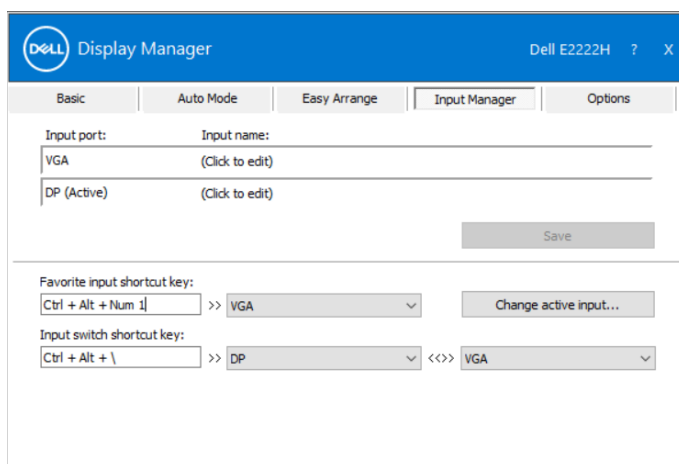 DELL Display Manager Dell E2222H ? X
Basic Auto Mode Easy Arrange Input Manager Options
Input port: Input name:
VGA (Click to edit)
DP (Active) (Click to edit)
Save
Favorite input shortcut key:
Ctrl + Alt + Num 1 >> VGA Change active input...
Input switch shortcut key:
Ctrl + Alt + \ >> DP <<>> VGA